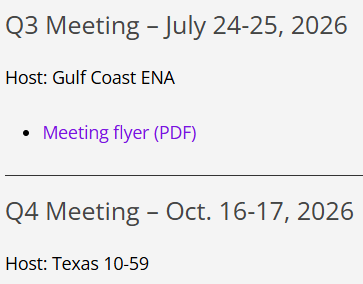 Q3 Meeting – July 24-25, 2026
Host: Gulf Coast ENA
• Meeting flyer (PDF)
Q4 Meeting – Oct. 16-17, 2026
Host: Texas 10-59